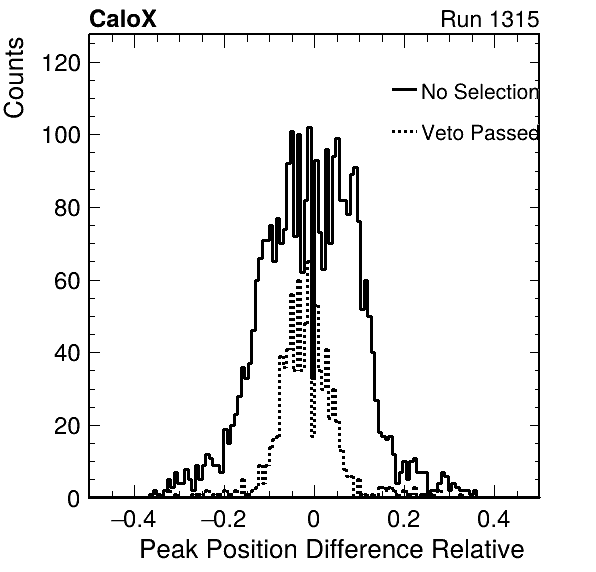 CaloX Run 1315
Counts
120
100
80
60
40
20
0
No Selection
Veto Passed
−0.4 −0.2 0 0.2 0.4
Peak Position Difference Relative